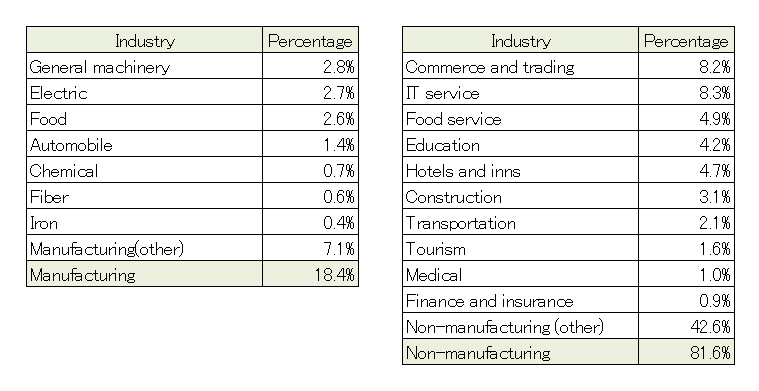 Industry Percentage
General machinery 2.8%
Electric 2.7%
Food 2.6%
Automobile 1.4%
Chemical 0.7%
Fiber 0.6%
Iron 0.4%
Manufacturing(other) 7.1%
Manufacturing 18.4%
Industry Percentage
Commerce and trading 8.2%
IT service 8.3%
Food service 4.9%
Education 4.2%
Hotels and inns 4.7%
Construction 3.1%
Transportation 2.1%
Tourism 1.6%
Medical 1.0%
Finance and insurance 0.9%
Non-manufacturing (other) 42.6%
Non-manufacturing 81.6%